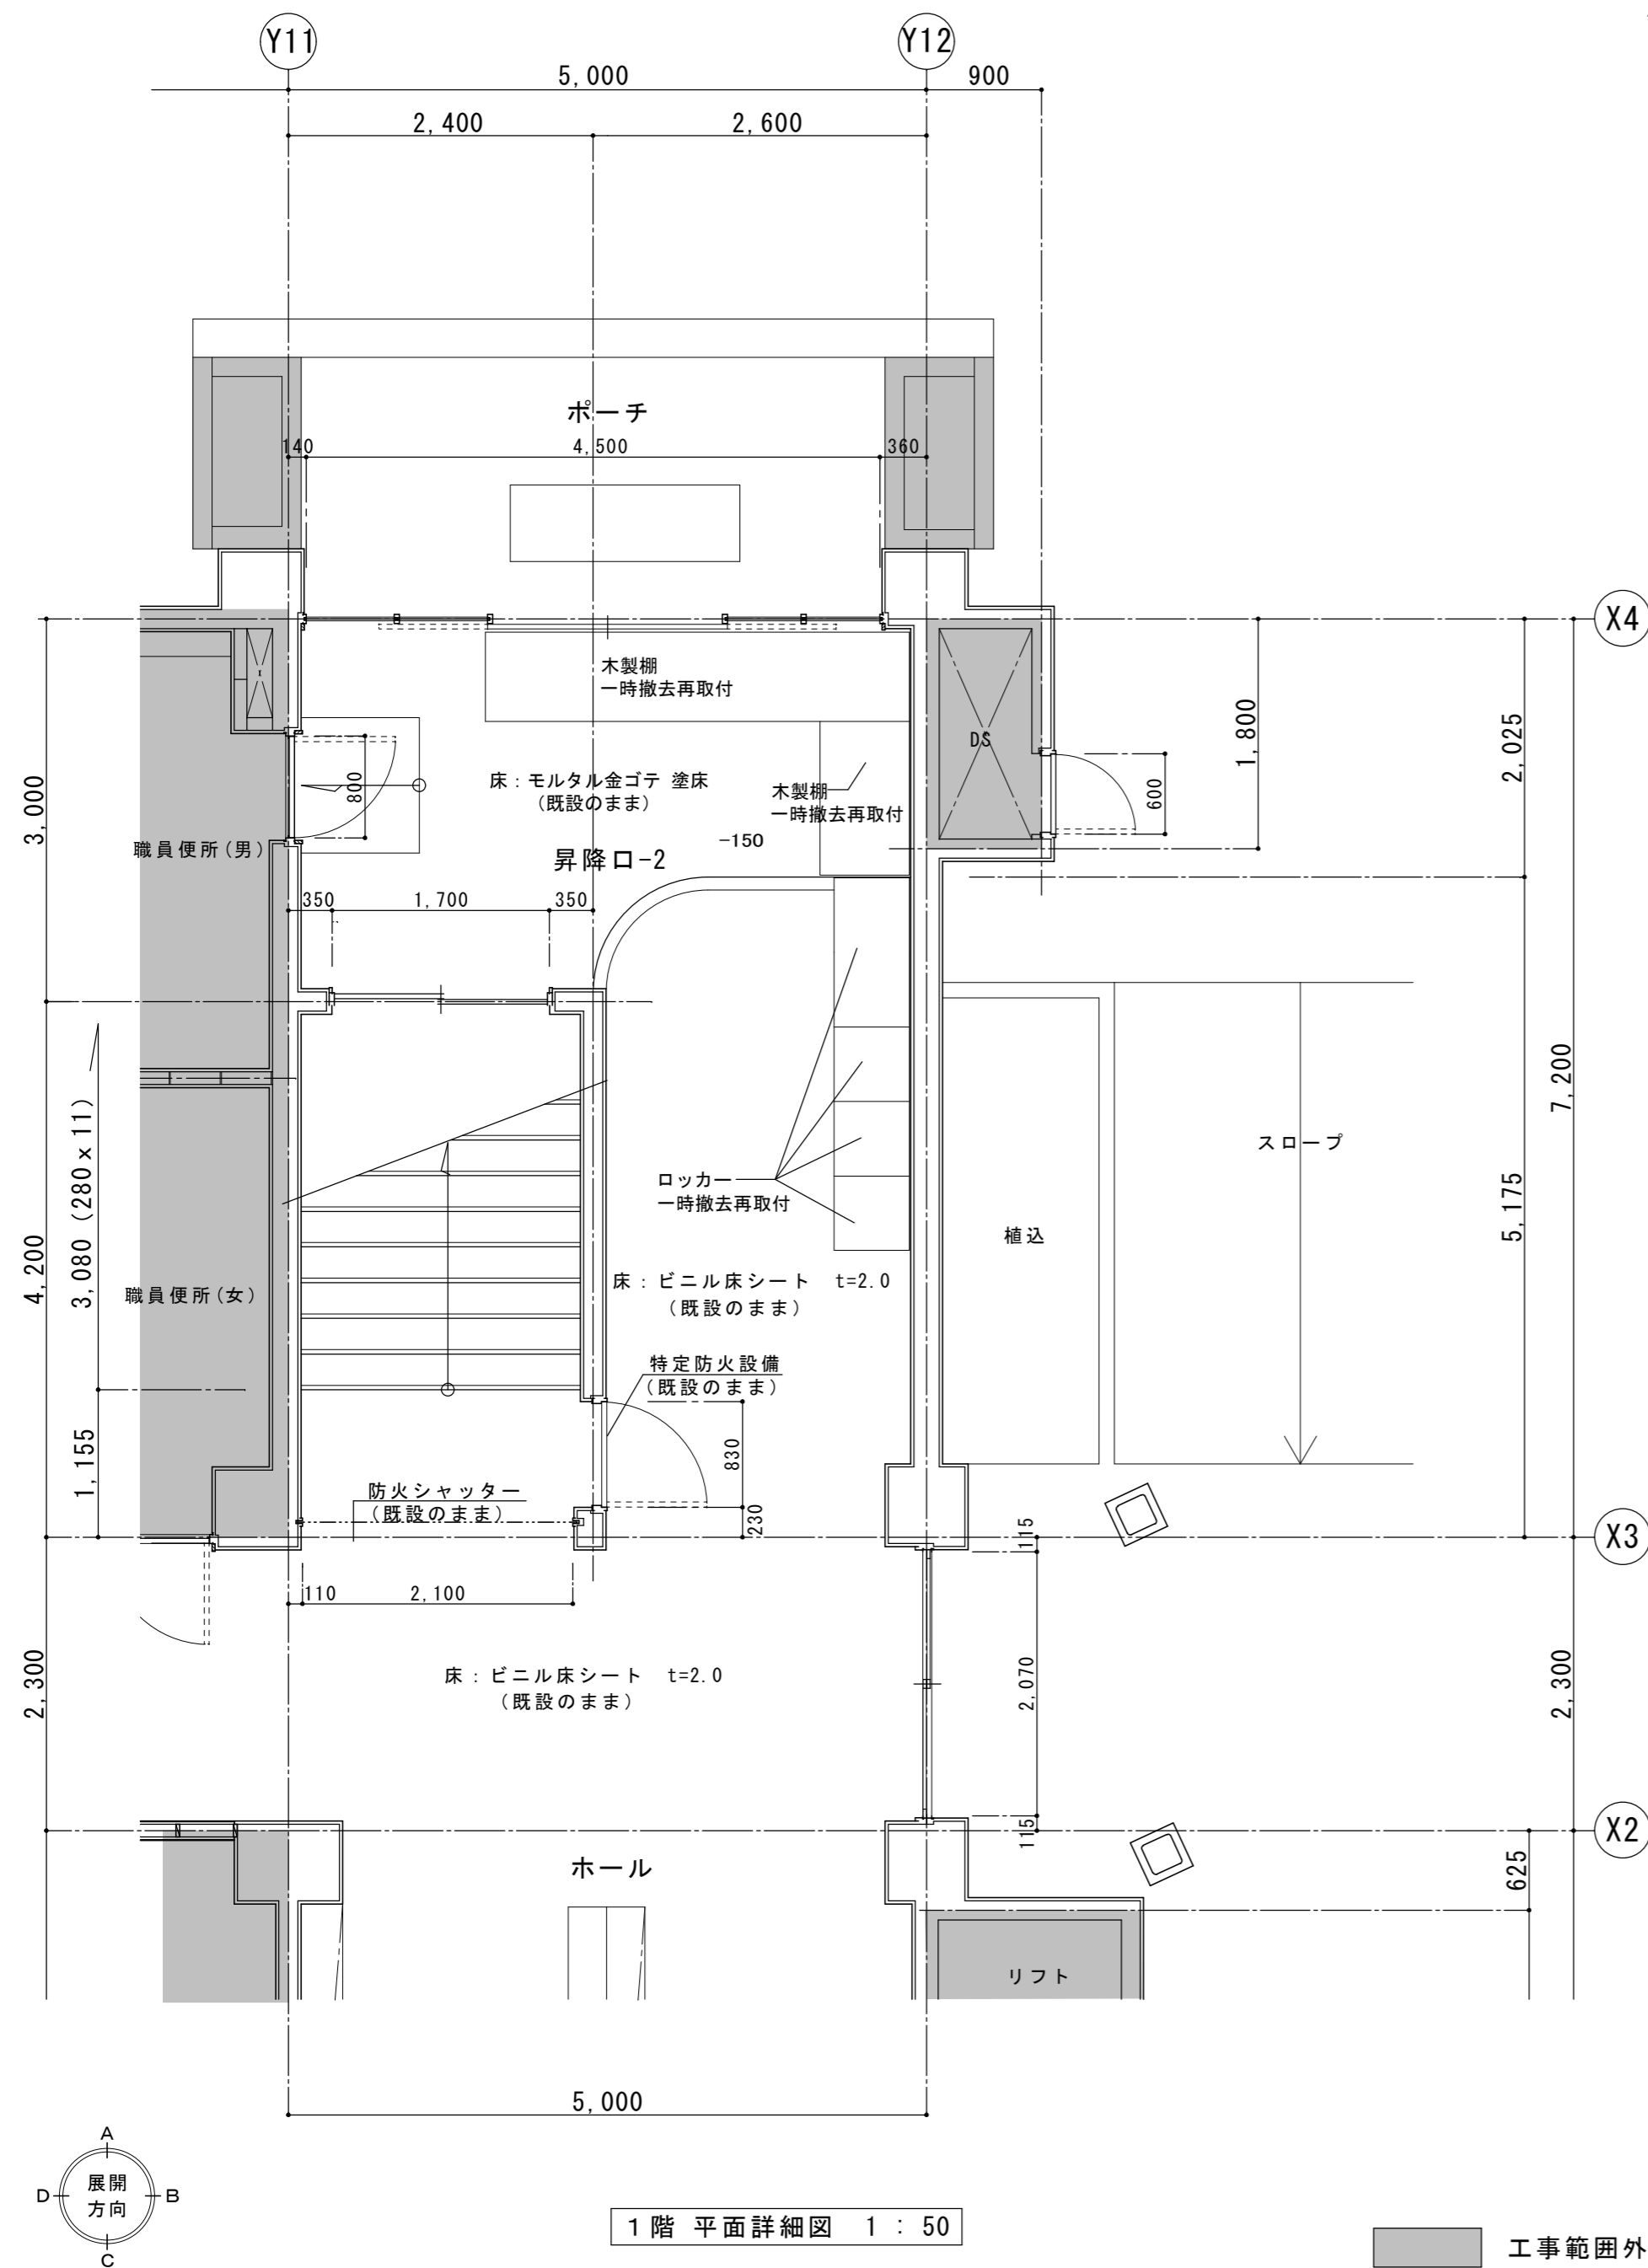 Y11
Y12
5,000
900
2,400
2,600
ポーチ
140
4,500
360
X4
木製棚
一時撤去再取付
DS
1,800
2,025
3,000
800
床：モルタル金ゴテ 塗床
（既設のまま）
木製棚
一時撤去再取付
600
-150
職員便所(男)
昇降口-2
350
1,700
350
7,200
3,080 (280x11)
スロープ
ロッカー
一時撤去再取付
5,175
植込
4,200
職員便所(女)
床：ビニル床シート t=2.0
（既設のまま）
特定防火設備
（既設のまま）
1,155
830
防火シャッター
（既設のまま）
230
115
X3
110
2,100
2,300
床：ビニル床シート t=2.0
（既設のまま）
2,070
2,300
115
X2
ホール
625
リフト
5,000
A
展開
方向
D
B
C
1階 平面詳細図 1：50
工事範囲外